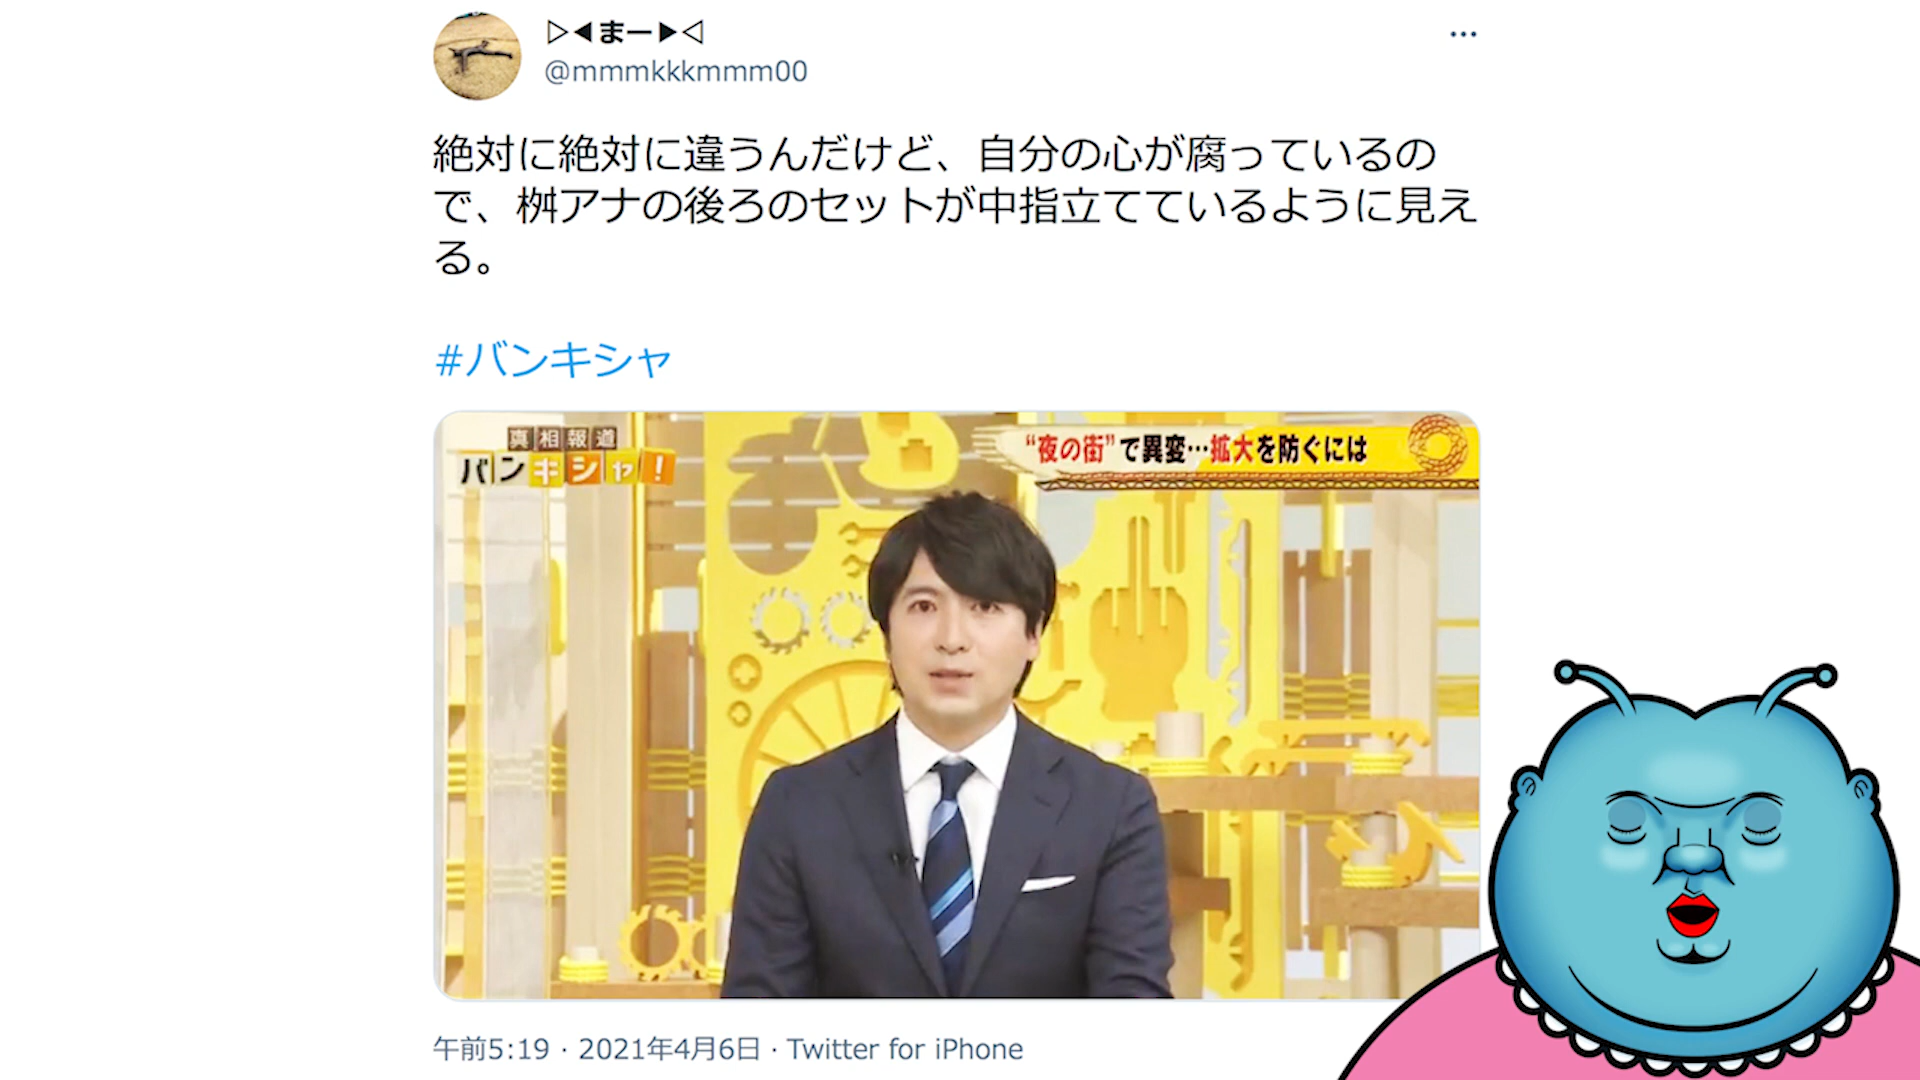 ▷◀まー▶◁
@mmmkkkmmm00
絶対に絶対に違うんだけど、自分の心が腐っているの
で、桝アナの後ろのセットが中指立てているように見え
る。
#バンキシャ
真相報道
バンキシャ!
“夜の街”で異変…拡大を防ぐには
午前5:19 · 2021年4月6日 · Twitter for iPhone